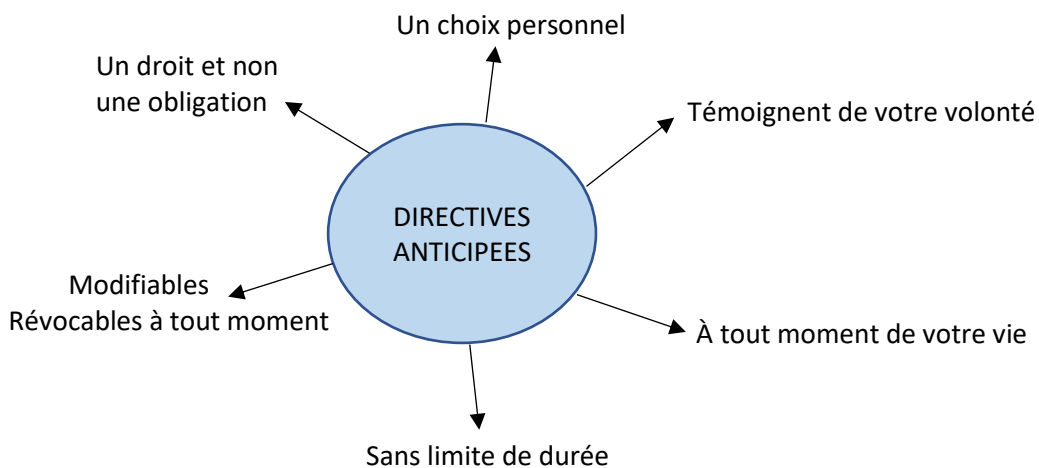 Un choix personnel
Un droit et non
une obligation
Témoignent de votre volonté
DIRECTIVES
ANTICIPEES
Modifiables
Révocables à tout moment
À tout moment de votre vie
Sans limite de durée